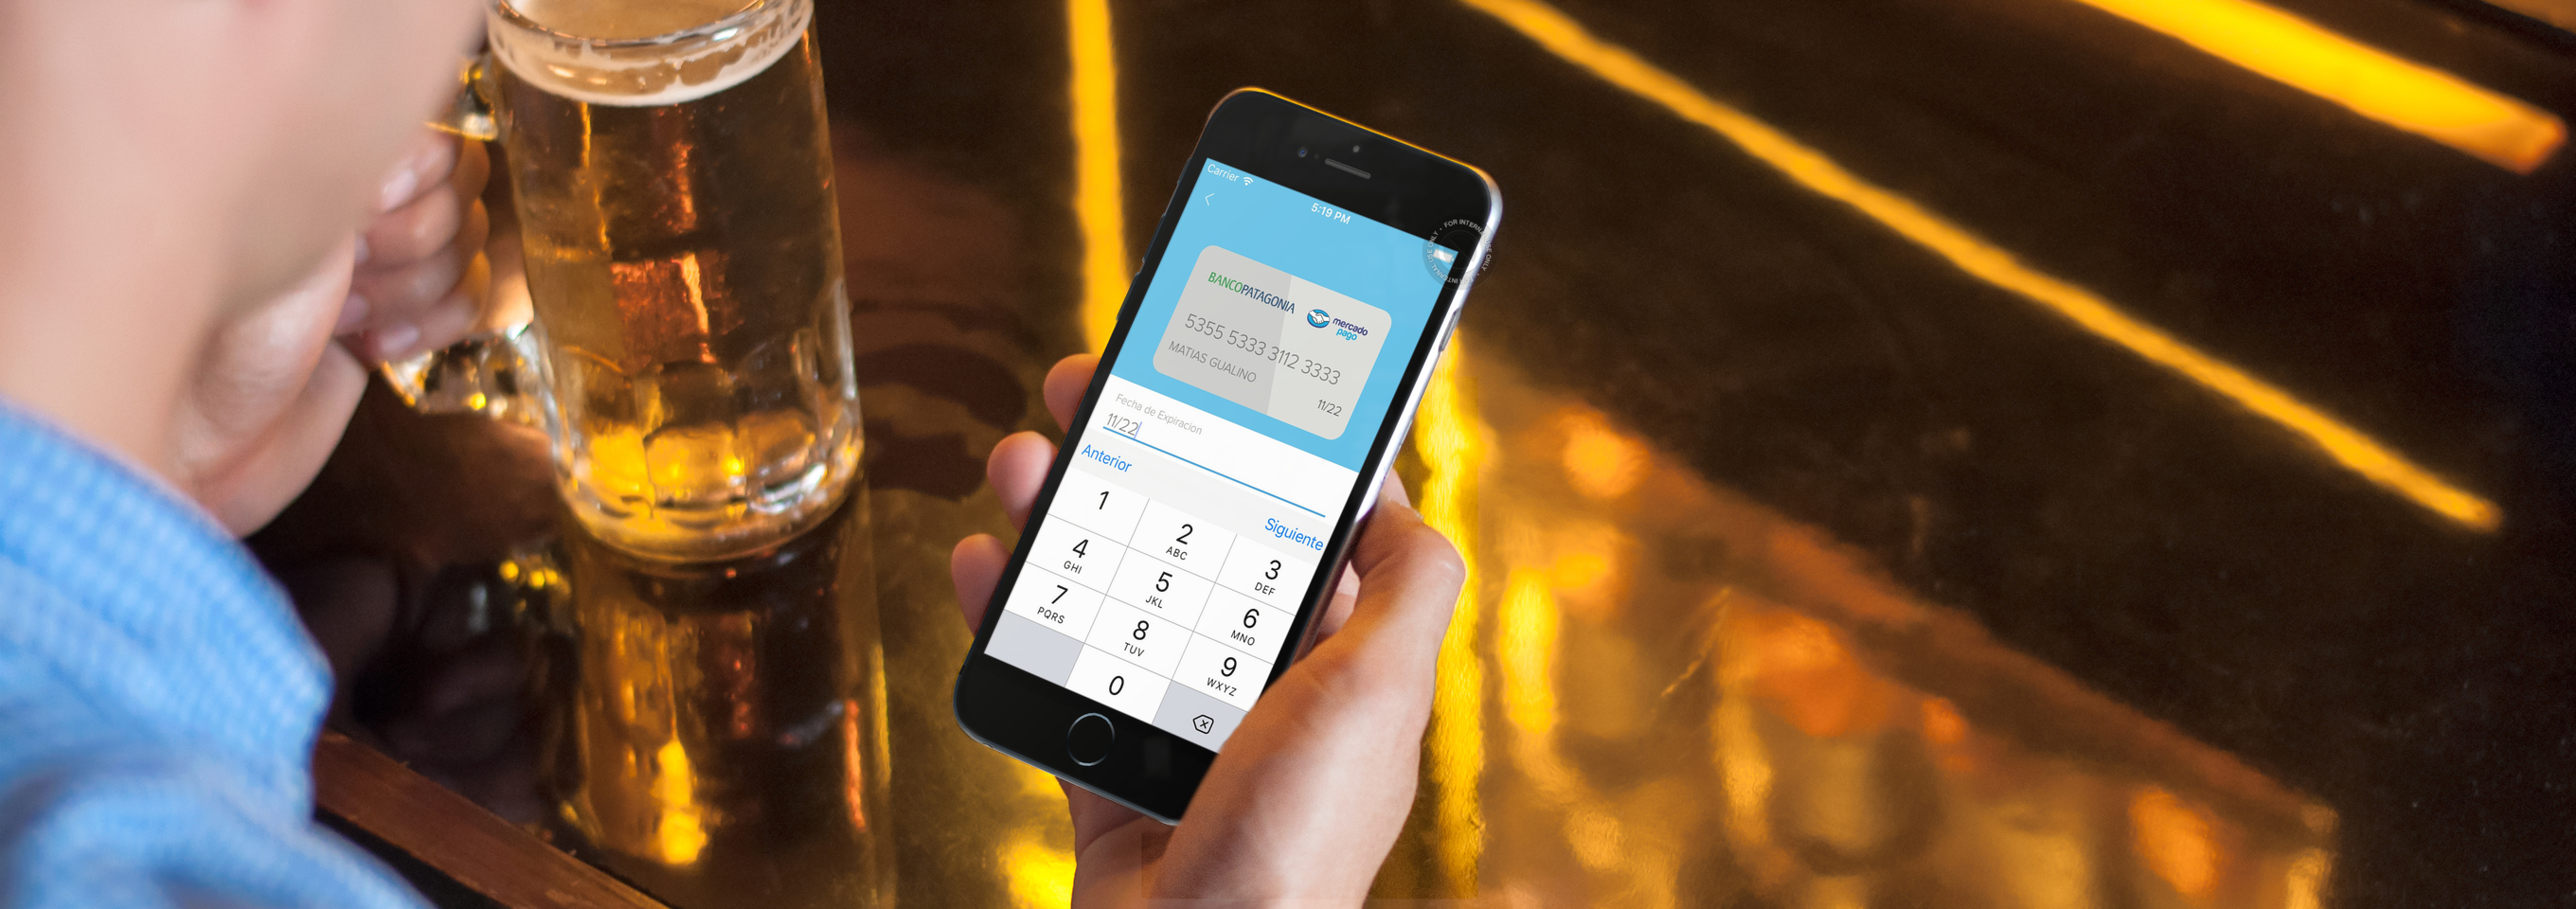 Carrier
5:19 PM
BANCOPATAGONIA
mercado
pago
5355 5333 3112 3333
MATIAS GUALINO
11/22
Fecha de Expiracion
11/22
Anterior
Siguiente
1
2
ABC
3
DEF
4
GHI
5
JKL
6
MNO
7
PQRS
8
TUV
9
WXYZ
0